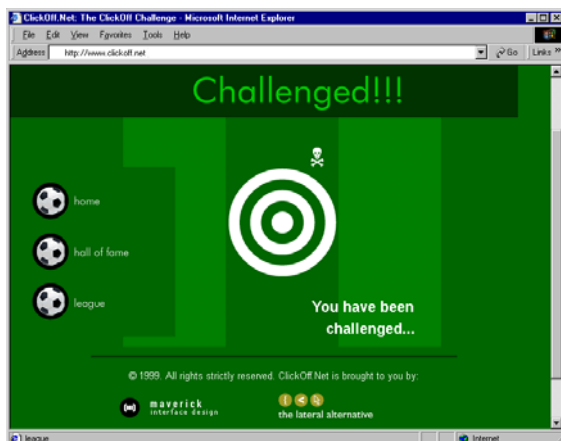 ClickOff.Net: The ClickOff Challenge - Microsoft Internet Explorer
File Edit View Favorites Tools Help
Address http://www.clickoff.net Go Links »
Challenged!!!
home
hall of fame
league
You have been
challenged...
© 1999. All rights strictly reserved. ClickOff.Net is brought to you by:
maverick
interface design
the lateral alternative
league Internet